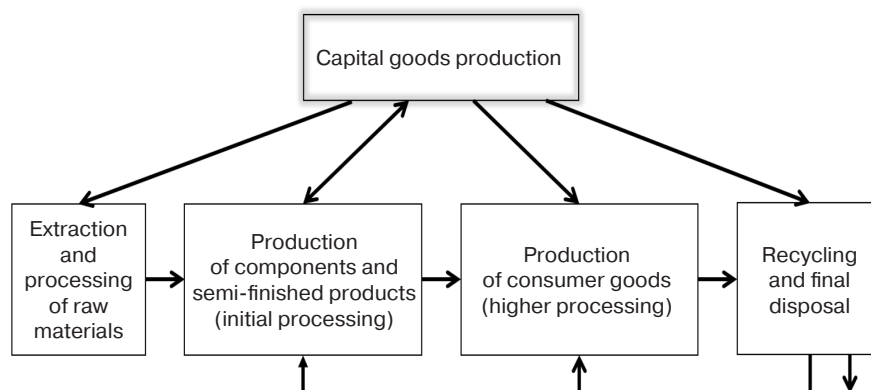 Capital goods production
Extraction
and
processing
of raw
materials
Production
of components and
semi-finished products
(initial processing)
Production
of consumer goods
(higher processing)
Recycling
and final
disposal